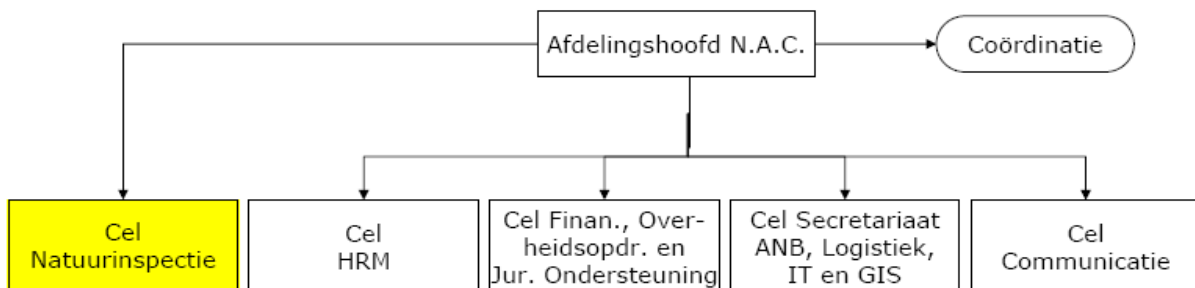 Afdelingshoofd N.A.C.
Coördinatie
Cel
Natuurinspectie
Cel
HRM
Cel Finan., Over-
heidsopdr. en
Jur. Ondersteuning
Cel Secretariaat
ANB, Logistiek,
IT en GIS
Cel
Communicatie